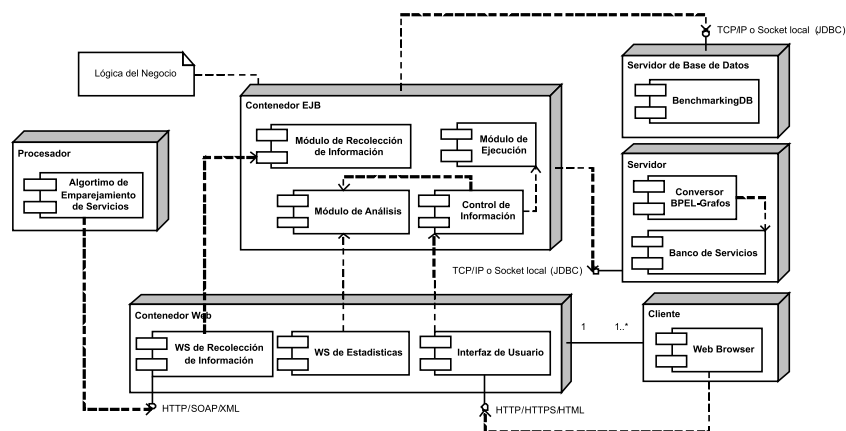 TCP/IP o Socket local (JDBC)
Lógica del Negocio
Servidor de Base de Datos
BenchmarkingDB
Contenedor EJB
Módulo de Recolección
de Información
Módulo de
Ejecución
Procesador
Algortimo de
Emparejamiento
de Servicios
Servidor
Conversor
BPEL-Grafos
Módulo de Análisis
Control de
Información
Banco de Servicios
TCP/IP o Socket local (JDBC)
Contenedor Web
WS de Recolección
de Información
WS de Estadisticas
Interfaz de Usuario
1
1..*
Cliente
Web Browser
HTTP/SOAP/XML
HTTP/HTTPS/HTML